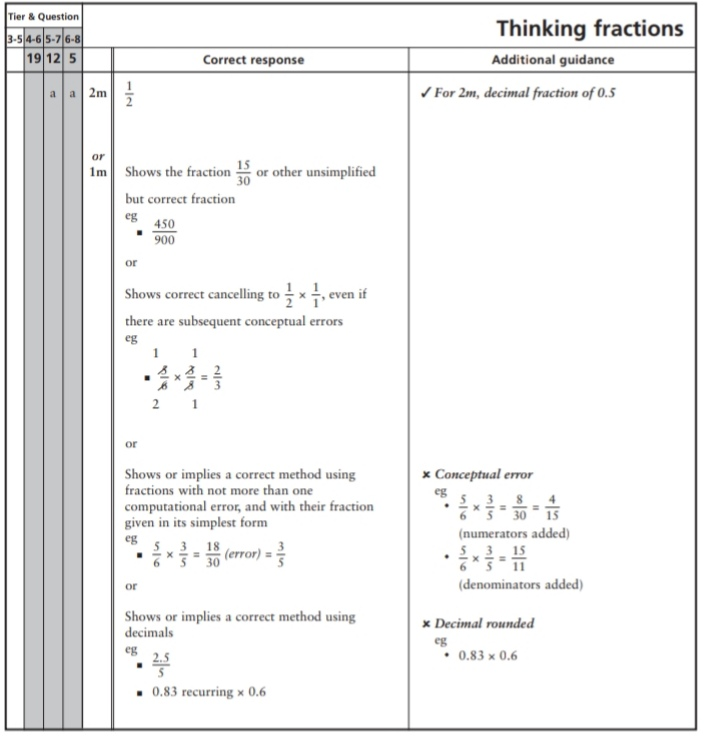 Tier & Question
Thinking fractions
3-5 4-6 5-7 6-8
19 12 5 Correct response Additional guidance
a a 2m 1/2 ✓ For 2m, decimal fraction of 0.5
or
1m Shows the fraction 15/30 or other unsimplified
but correct fraction
eg
▪ 450/900
or
Shows correct cancelling to 1/2 × 1/1, even if
there are subsequent conceptual errors
eg
1 1
▪ 5/6 × 3/5 = 2/3
2 1
or
Shows or implies a correct method using
fractions with not more than one
computational error, and with their fraction
given in its simplest form
eg
▪ 5/6 × 3/5 = 18/30 (error) = 3/5
× Conceptual error
eg
• 5/6 × 3/5 = 8/30 = 4/15
(numerators added)
• 5/6 × 3/5 = 15/11
(denominators added)
or
Shows or implies a correct method using
decimals
eg
▪ 2.5/5
▪ 0.83 recurring × 0.6
× Decimal rounded
eg
• 0.83 × 0.6